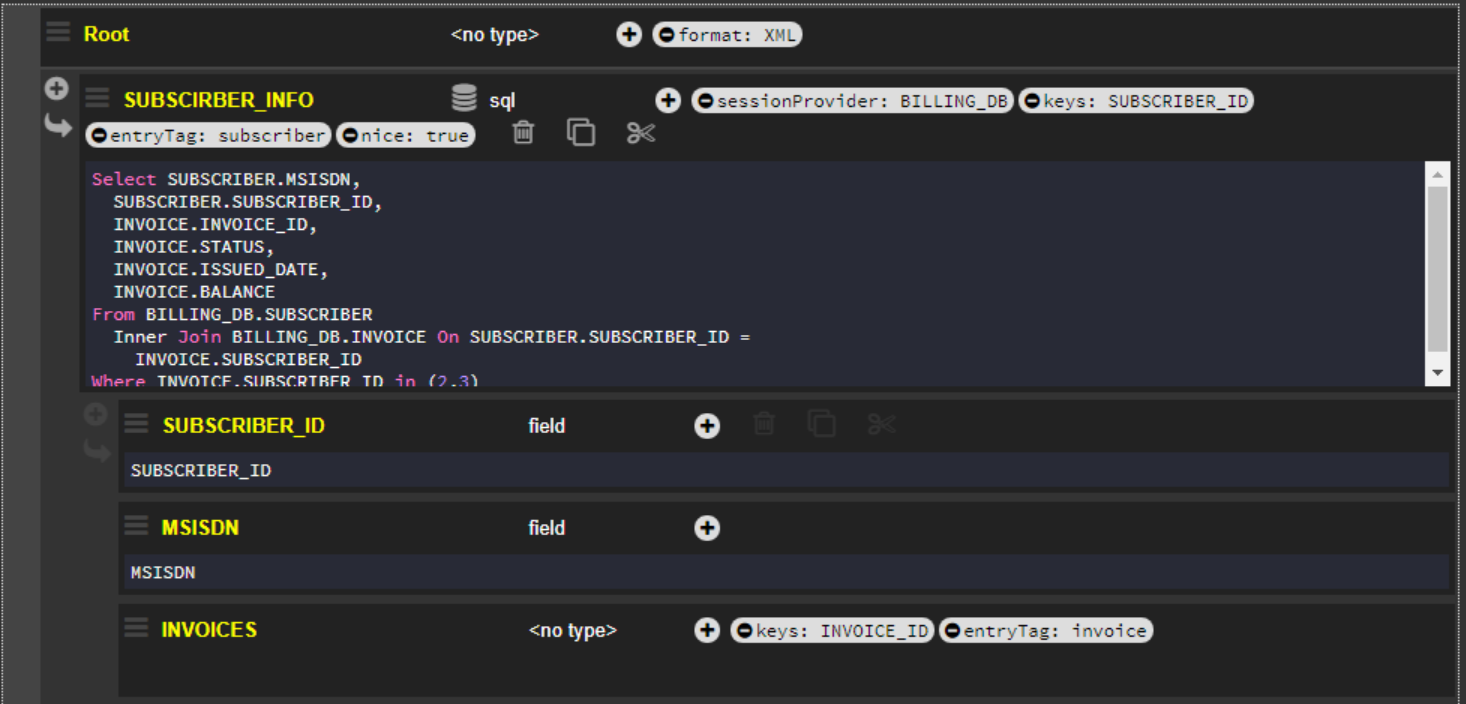 Root <no type> format: XML
SUBSCIRBER_INFO sql sessionProvider: BILLING_DB keys: SUBSCRIBER_ID
entryTag: subscriber nice: true
Select SUBSCRIBER.MSISDN,
SUBSCRIBER.SUBSCRIBER_ID,
INVOICE.INVOICE_ID,
INVOICE.STATUS,
INVOICE.ISSUED_DATE,
INVOICE.BALANCE
From BILLING_DB.SUBSCRIBER
Inner Join BILLING_DB.INVOICE On SUBSCRIBER.SUBSCRIBER_ID =
INVOICE.SUBSCRIBER_ID
Where INVOICE.SUBSCRIBER_ID in (2,3)
SUBSCRIBER_ID field
SUBSCRIBER_ID
MSISDN field
MSISDN
INVOICES <no type> keys: INVOICE_ID entryTag: invoice